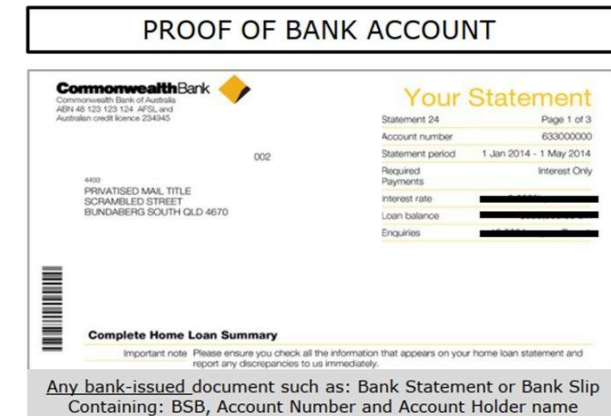 PROOF OF BANK ACCOUNT
CommonwealthBank
Commonwealth Bank of Australia
ABN 48 123 123 124 AFSL and
Australian credit licence 234945
Your Statement
Statement 24 Page 1 of 3
Account number 633000000
Statement period 1 Jan 2014 - 1 May 2014
Required Payments Interest Only
Interest rate
Loan balance
Enquiries
002
4403
PRIVATISED MAIL TITLE
SCRAMBLED STREET
BUNDABERG SOUTH QLD 4670
Complete Home Loan Summary
Important note Please ensure you check all the information that appears on your home loan statement and
report any discrepancies to us immediately.
Any bank-issued document such as: Bank Statement or Bank Slip
Containing: BSB, Account Number and Account Holder name